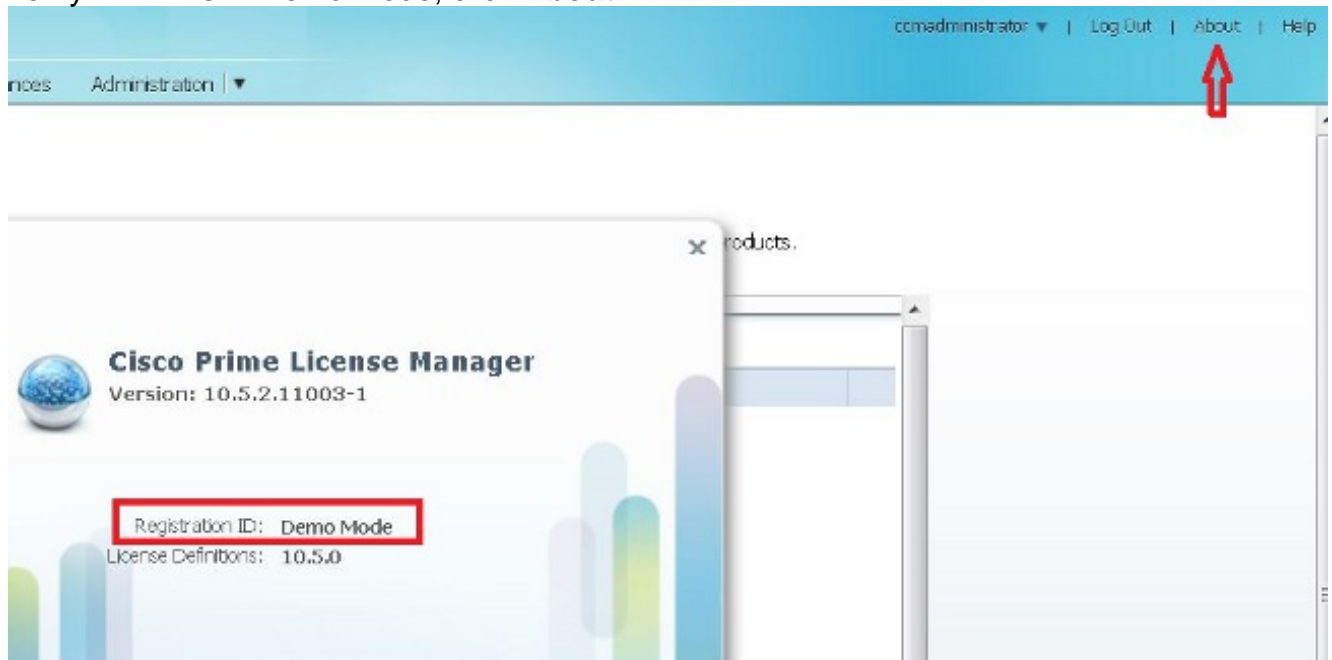 ccmadministrator ▼ | Log Out | About | Help
Administration | ▼
roducts.
x
Cisco Prime License Manager
Version: 10.5.2.11003-1
Registration ID: Demo Mode
License Definitions: 10.5.0